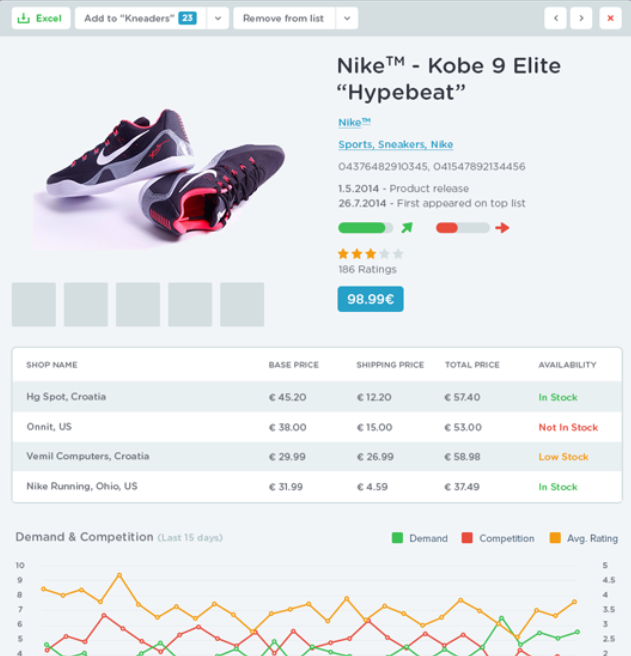 Excel
Add to "Kneaders" 23
Remove from list
Nike™ - Kobe 9 Elite
“Hypebeat”
Nike™
Sports, Sneakers, Nike
04376482910345, 041547892134456
1.5.2014 - Product release
26.7.2014 - First appeared on top list
186 Ratings
98.99€
SHOP NAME BASE PRICE SHIPPING PRICE TOTAL PRICE AVAILABILITY
Hg Spot, Croatia € 45.20 € 12.20 € 57.40 In Stock
Onnit, US € 38.00 € 15.00 € 53.00 Not In Stock
Vemil Computers, Croatia € 29.99 € 26.99 € 58.98 Low Stock
Nike Running, Ohio, US € 31.99 € 4.59 € 37.49 In Stock
Demand & Competition (Last 15 days) Demand Competition Avg. Rating
10 5
9 4.5
8 4
7 3.5
6 3
5 2.5
4 2